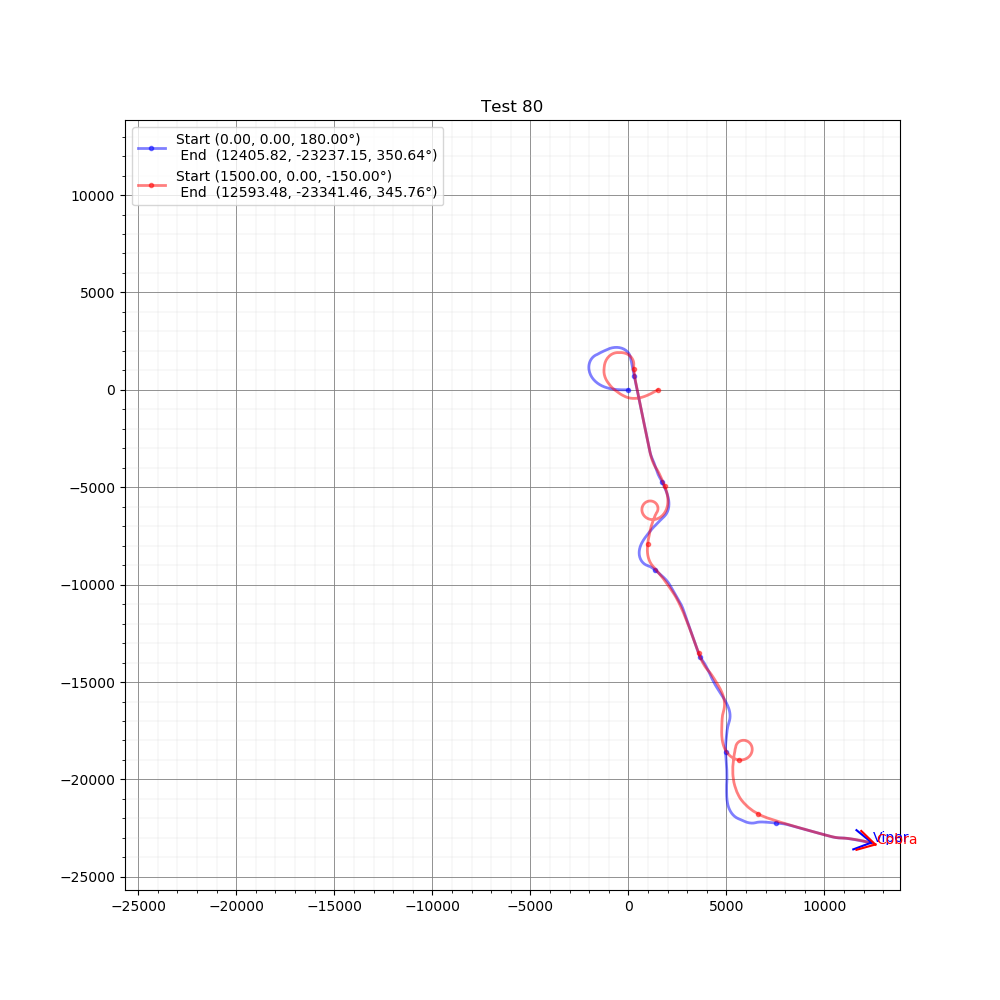 Test 80
Start (0.00, 0.00, 180.00°)
End (12405.82, -23237.15, 350.64°)
Start (1500.00, 0.00, -150.00°)
End (12593.48, -23341.46, 345.76°)
10000
5000
0
−5000
−10000
−15000
−20000
−25000
Viper
Cobra
−25000 −20000 −15000 −10000 −5000 0 5000 10000